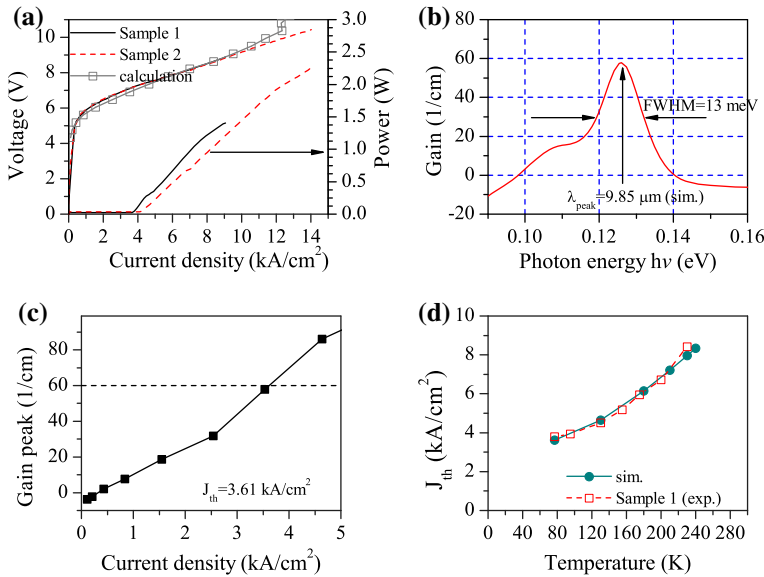 (a)
10
8
6
4
2
0
Voltage (V)
Sample 1
Sample 2
calculation
3.0
2.5
2.0
1.5
1.0
0.5
0.0
Power (W)
0 2 4 6 8 10 12 14
Current density (kA/cm²)
(b)
80
60
40
20
0
-20
Gain (1/cm)
FWHM=13 meV
λpeak=9.85 μm (sim.)
0.10 0.12 0.14 0.16
Photon energy hν (eV)
(c)
80
60
40
20
0
Gain peak (1/cm)
Jth=3.61 kA/cm²
0 1 2 3 4 5
Current density (kA/cm²)
(d)
10
8
6
4
2
0
Jth (kA/cm²)
sim.
Sample 1 (exp.)
0 40 80 120 160 200 240 280
Temperature (K)